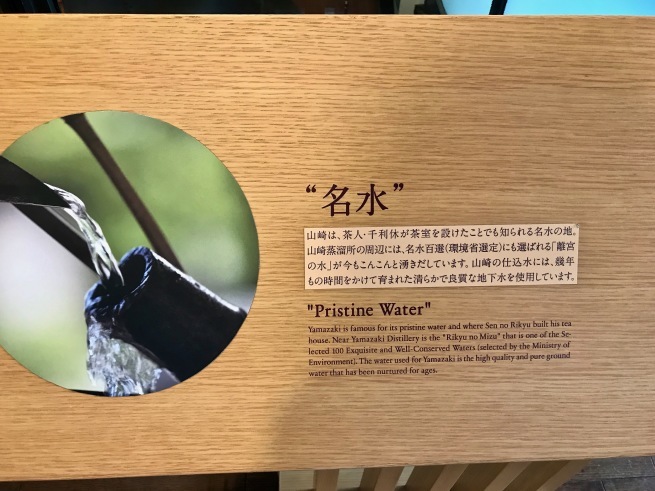 “名水”
山崎は、茶人・千利休が茶室を設けたことでも知られる名水の地。
山崎蒸溜所の周辺には、名水百選(環境省選定)にも選ばれる「離宮
の水」が今もこんこんと湧きだしています。山崎の仕込水には、幾年
もの時間をかけて育まれた清らかで良質な地下水を使用しています。
"Pristine Water"
Yamazaki is famous for its pristine water and where Sen no Rikyu built his tea
house. Near Yamazaki Distillery is the "Rikyu no Mizu" that is one of the Se-
lected 100 Exquisite and Well-Conserved Waters (selected by the Ministry of
Environment). The water used for Yamazaki is the high quality and pure ground
water that has been nurtured for ages.